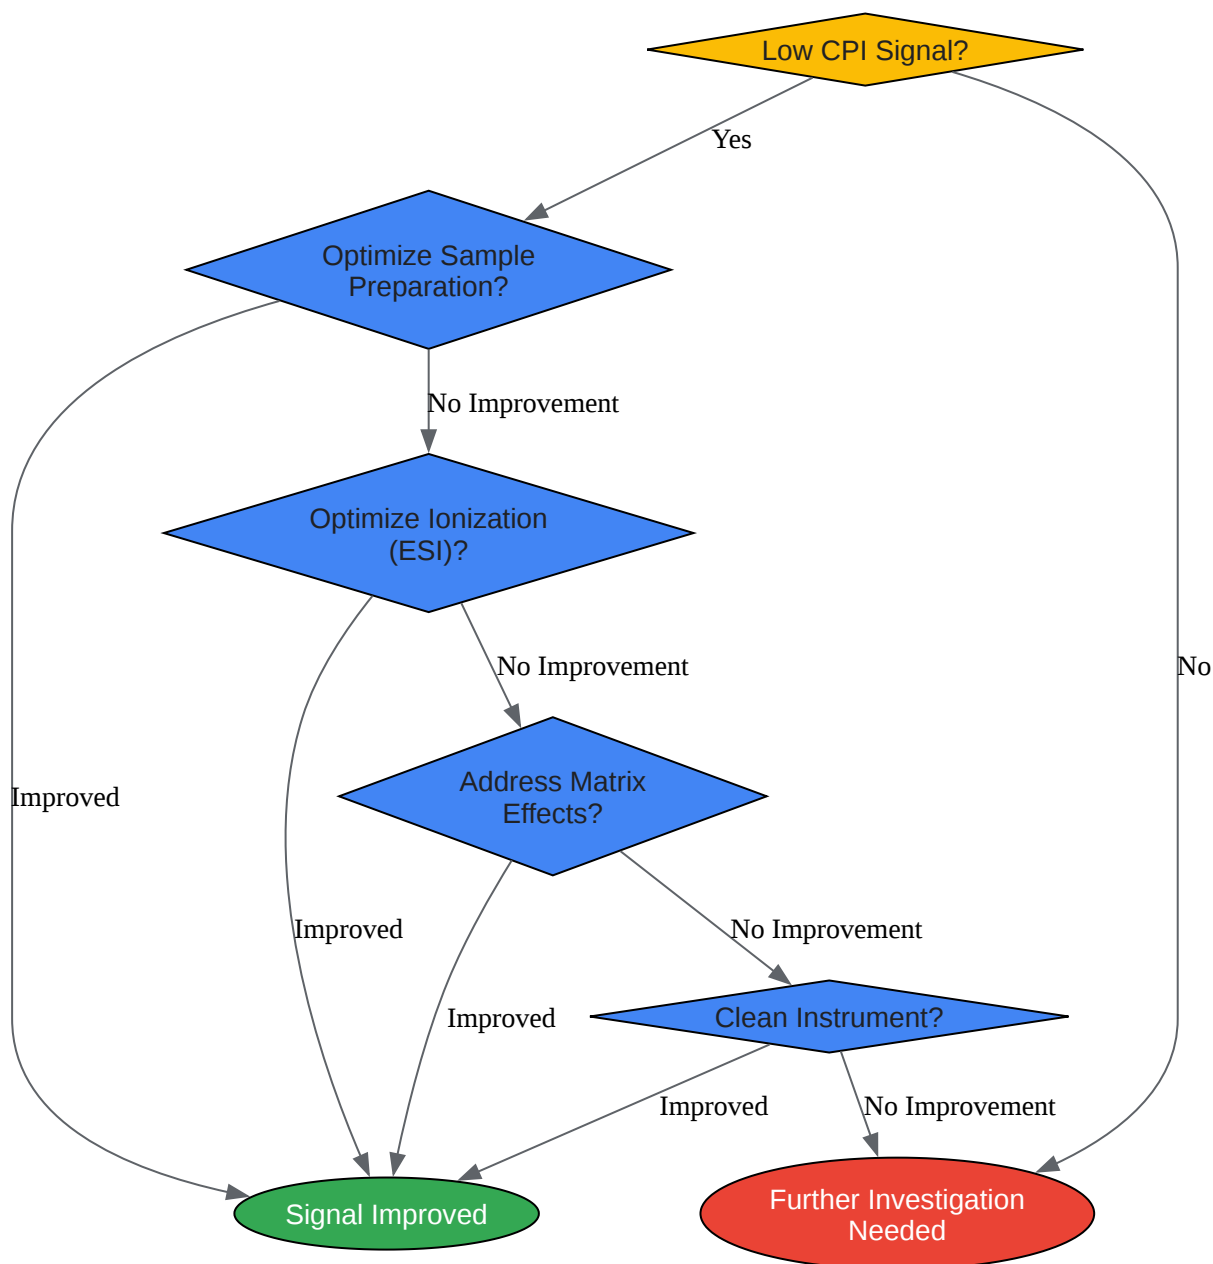 Low CPI Signal?
Yes
Optimize Sample
Preparation?
No Improvement
Optimize Ionization
(ESI)?
No Improvement
No
Address Matrix
Effects?
Improved
Improved
No Improvement
Improved
Clean Instrument?
Improved
No Improvement
Signal Improved
Further Investigation
Needed